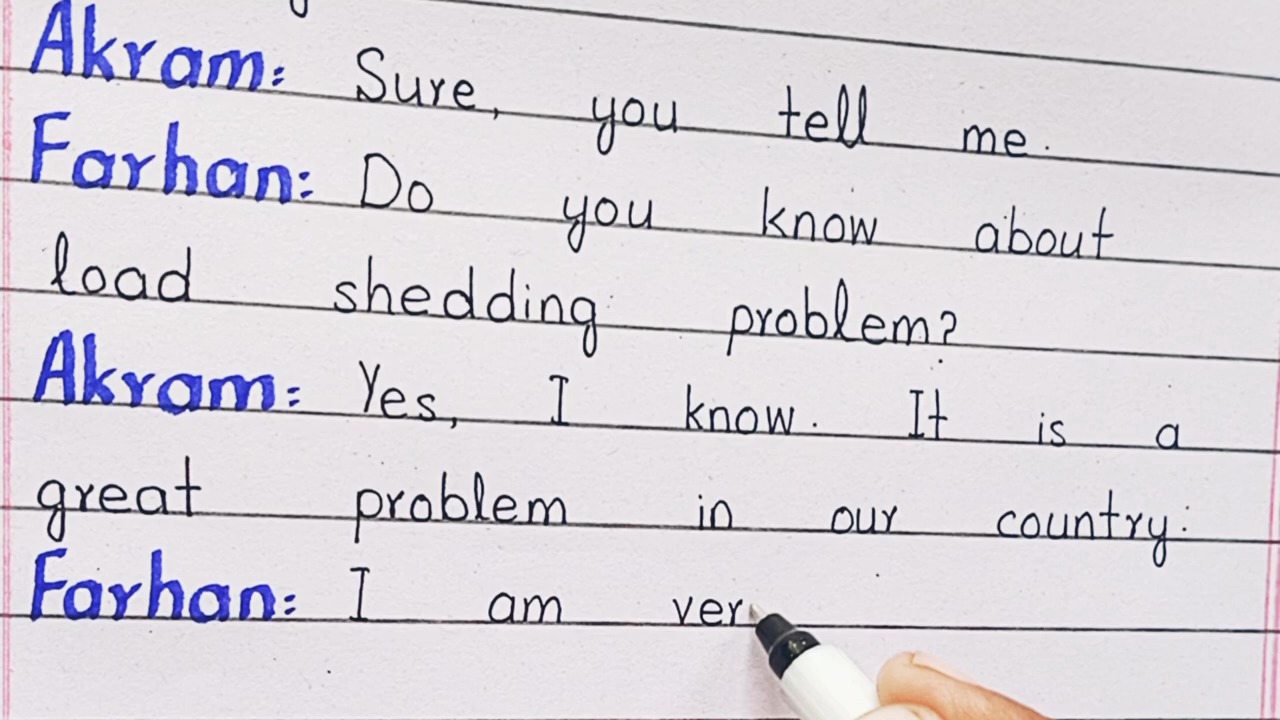 Akram: Sure, you tell me.
Farhan: Do you know about
load shedding problem?
Akram: Yes, I know. It is a
great problem in our country.
Farhan: I am ver